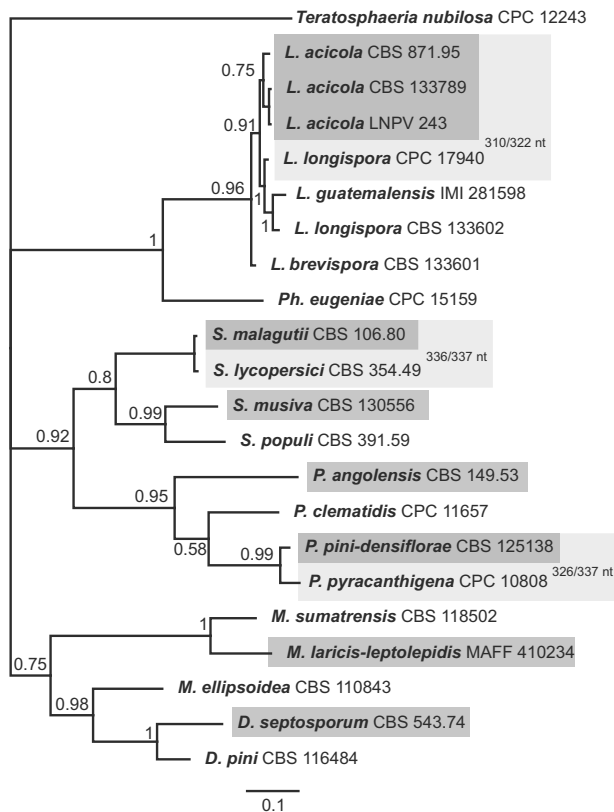 Teratosphaeria nubilosa CPC 12243
L. acicola CBS 871.95
0.75
L. acicola CBS 133789
L. acicola LNPV 243
0.91
310/322 nt
L. longispora CPC 17940
0.96
L. guatemalensis IMI 281598
1
L. longispora CBS 133602
1
1
L. brevispora CBS 133601
Ph. eugeniae CPC 15159
S. malagutii CBS 106.80
336/337 nt
S. lycopersici CBS 354.49
0.8
S. musiva CBS 130556
0.99
S. populi CBS 391.59
0.92
P. angolensis CBS 149.53
0.95
P. clematidis CPC 11657
0.58
P. pini-densiflorae CBS 125138
0.99
326/337 nt
P. pyracanthigena CPC 10808
M. sumatrensis CBS 118502
1
M. laricis-leptolepidis MAFF 410234
0.75
M. ellipsoidea CBS 110843
0.98
D. septosporum CBS 543.74
1
D. pini CBS 116484
0.1